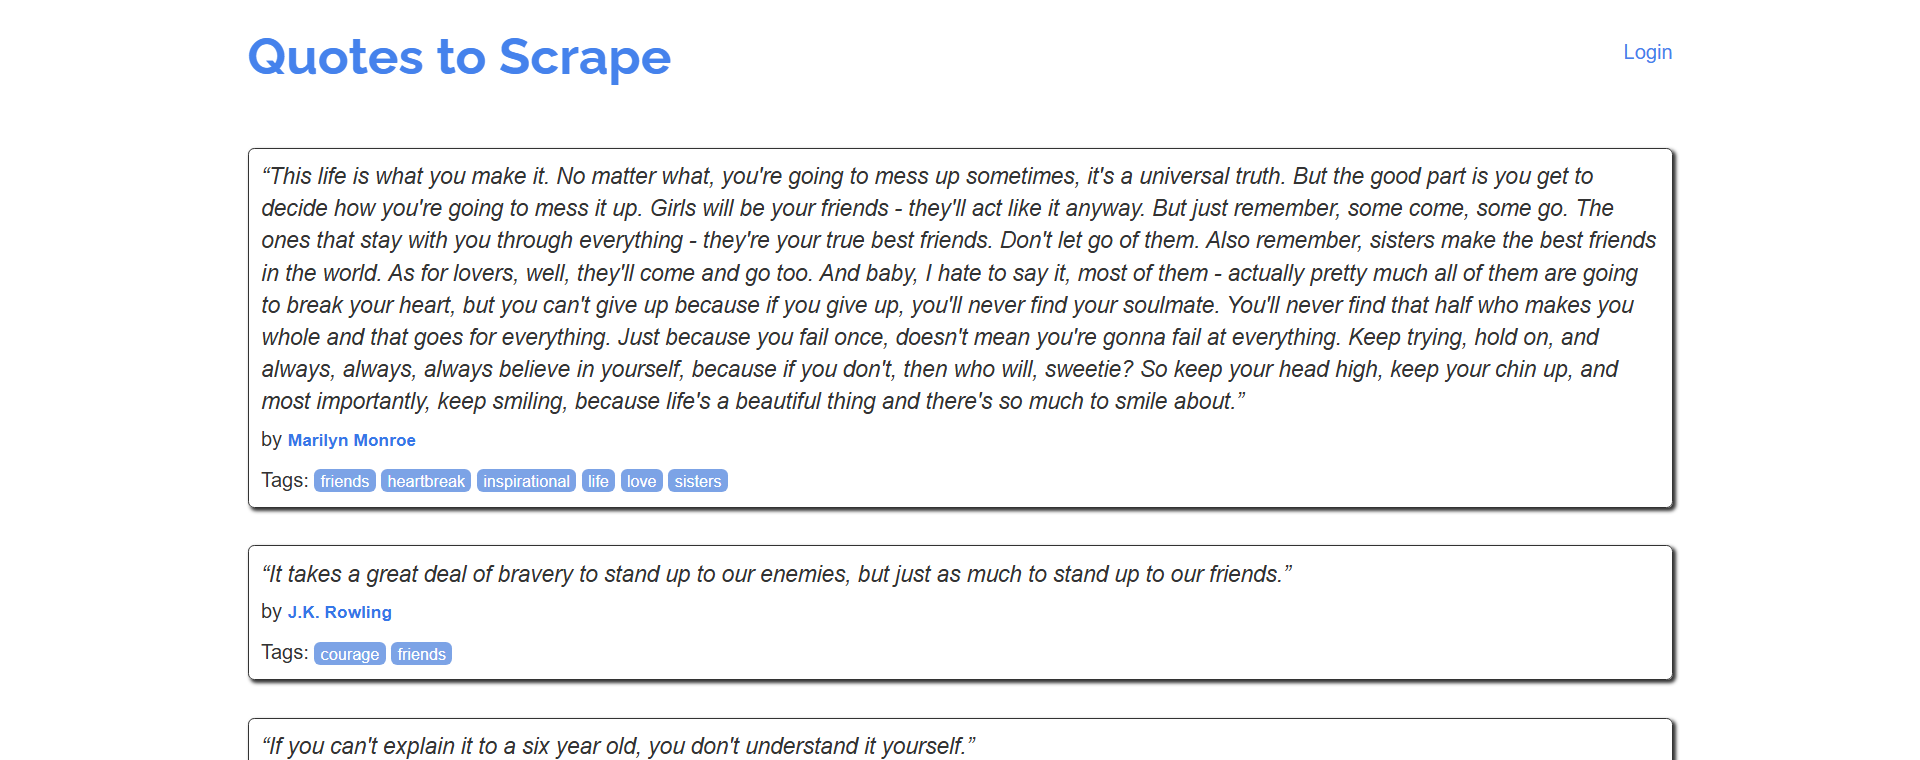 Quotes to Scrape
Login
“This life is what you make it. No matter what, you're going to mess up sometimes, it's a universal truth. But the good part is you get to
decide how you're going to mess it up. Girls will be your friends - they'll act like it anyway. But just remember, some come, some go. The
ones that stay with you through everything - they're your true best friends. Don't let go of them. Also remember, sisters make the best friends
in the world. As for lovers, well, they'll come and go too. And baby, I hate to say it, most of them - actually pretty much all of them are going
to break your heart, but you can't give up because if you give up, you'll never find your soulmate. You'll never find that half who makes you
whole and that goes for everything. Just because you fail once, doesn't mean you're gonna fail at everything. Keep trying, hold on, and
always, always, always believe in yourself, because if you don't, then who will, sweetie? So keep your head high, keep your chin up, and
most importantly, keep smiling, because life's a beautiful thing and there's so much to smile about.”
by Marilyn Monroe
Tags: friends heartbreak inspirational life love sisters
“It takes a great deal of bravery to stand up to our enemies, but just as much to stand up to our friends.”
by J.K. Rowling
Tags: courage friends
“If you can't explain it to a six year old, you don't understand it yourself.”